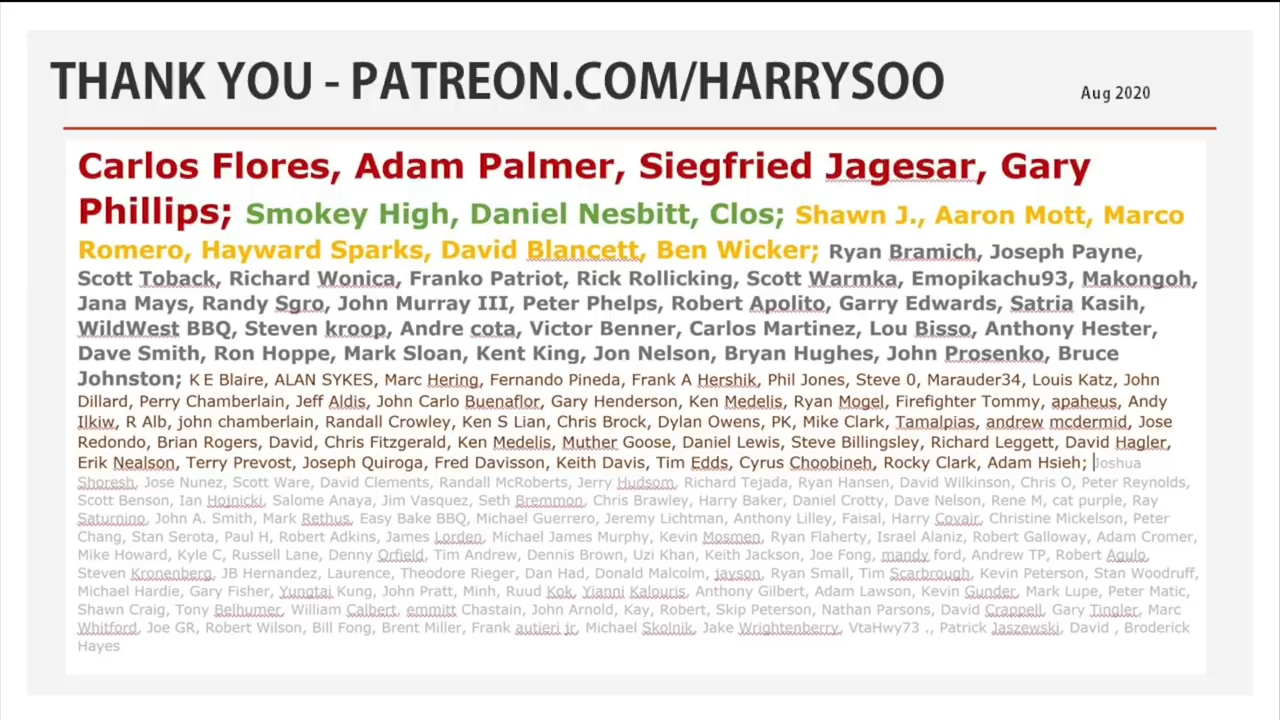 THANK YOU - PATREON.COM/HARRYSOO
Aug 2020
Carlos Flores, Adam Palmer, Siegfried Jagesar, Gary
Phillips; Smokey High, Daniel Nesbitt, Clos; Shawn J., Aaron Mott, Marco
Romero, Hayward Sparks, David Blancett, Ben Wicker; Ryan Bramich, Joseph Payne,
Scott Toback, Richard Wonica, Franko Patriot, Rick Rollicking, Scott Warmka, Emopikachu93, Makongoh,
Jana Mays, Randy Sgro, John Murray III, Peter Phelps, Robert Apolito, Garry Edwards, Satria Kasih,
WildWest BBQ, Steven kroop, Andre cota, Victor Benner, Carlos Martinez, Lou Bisso, Anthony Hester,
Dave Smith, Ron Hoppe, Mark Sloan, Kent King, Jon Nelson, Bryan Hughes, John Prosenko, Bruce
Johnston; K E Blaire, ALAN SYKES, Marc Hering, Fernando Pineda, Frank A Hershik, Phil Jones, Steve 0, Marauder34, Louis Katz, John
Dillard, Perry Chamberlain, Jeff Aldis, John Carlo Buenaflor, Gary Henderson, Ken Medelis, Ryan Mogel, Firefighter Tommy, apaheus, Andy
Ilkiw, R Alb, john chamberlain, Randall Crowley, Ken S Lian, Chris Brock, Dylan Owens, PK, Mike Clark, Tamalpias, andrew mcdermid, Jose
Redondo, Brian Rogers, David, Chris Fitzgerald, Ken Medelis, Muther Goose, Daniel Lewis, Steve Billingsley, Richard Leggett, David Hagler,
Erik Nealson, Terry Prevost, Joseph Quiroga, Fred Davisson, Keith Davis, Tim Edds, Cyrus Choobineh, Rocky Clark, Adam Hsieh; Joshua
Shoresh, Jose Nunez, Scott Ware, David Clements, Randall McRoberts, Jerry Hudsom, Richard Tejada, Ryan Hansen, David Wilkinson, Chris O, Peter Reynolds,
Scott Benson, Ian Hojnicki, Salome Anaya, Jim Vasquez, Seth Bremmon, Chris Brawley, Harry Baker, Daniel Crotty, Dave Nelson, Rene M, cat purple, Ray
Saturnino, John A. Smith, Mark Rethus, Easy Bake BBQ, Michael Guerrero, Jeremy Lichtman, Anthony Lilley, Faisal, Harry Covair, Christine Mickelson, Peter
Chang, Stan Serota, Paul H, Robert Adkins, James Lorden, Michael James Murphy, Kevin Mosmen, Ryan Flaherty, Israel Alaniz, Robert Galloway, Adam Cromer,
Mike Howard, Kyle C, Russell Lane, Denny Orfield, Tim Andrew, Dennis Brown, Uzi Khan, Keith Jackson, Joe Fong, mandy ford, Andrew TP, Robert Agulo,
Steven Kronenberg, JB Hernandez, Laurence, Theodore Rieger, Dan Had, Donald Malcolm, jayson, Ryan Small, Tim Scarbrough, Kevin Peterson, Stan Woodruff,
Michael Hardie, Gary Fisher, Yungtai Kung, John Pratt, Minh, Ruud Kok, Yianni Kalouris, Anthony Gilbert, Adam Lawson, Kevin Gunder, Mark Lupe, Peter Matic,
Shawn Craig, Tony Belhumer, William Calbert, emmitt Chastain, John Arnold, Kay, Robert, Skip Peterson, Nathan Parsons, David Crappell, Gary Tingler, Marc
Whitford, Joe GR, Robert Wilson, Bill Fong, Brent Miller, Frank autieri jr, Michael Skolnik, Jake Wrightenberry, VtaHwy73 ., Patrick Jaszewski, David , Broderick
Hayes